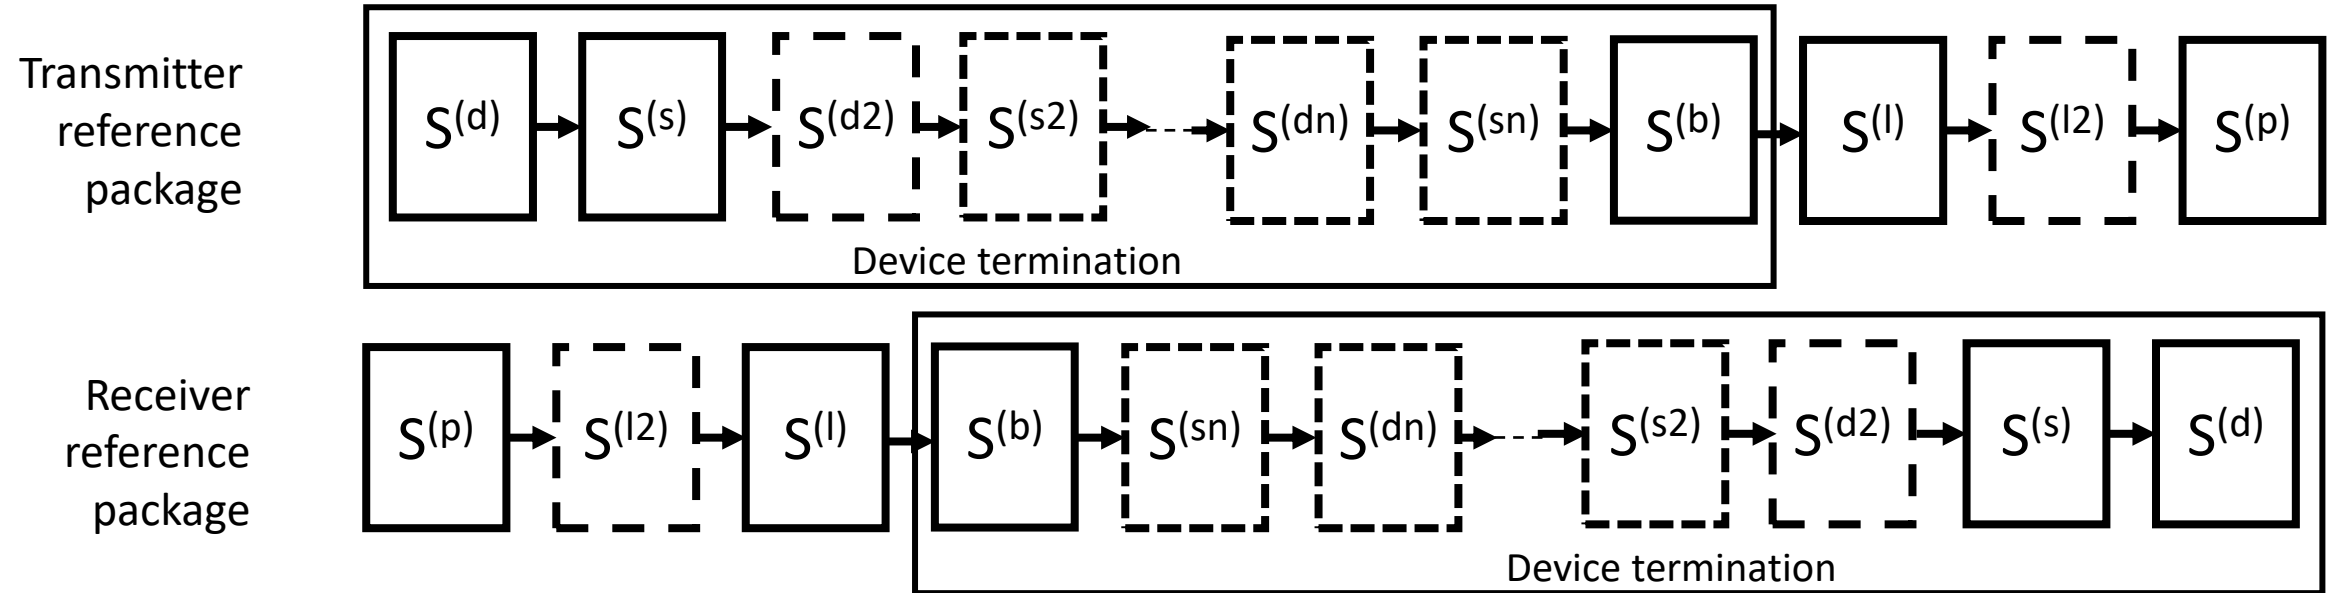 Transmitter
reference
package
S(d) S(s) S(d2) S(s2) S(dn) S(sn) S(b) S(l) S(l2) S(p)
Device termination
Receiver
reference
package
S(p) S(l2) S(l) S(b) S(sn) S(dn) S(s2) S(d2) S(s) S(d)
Device termination